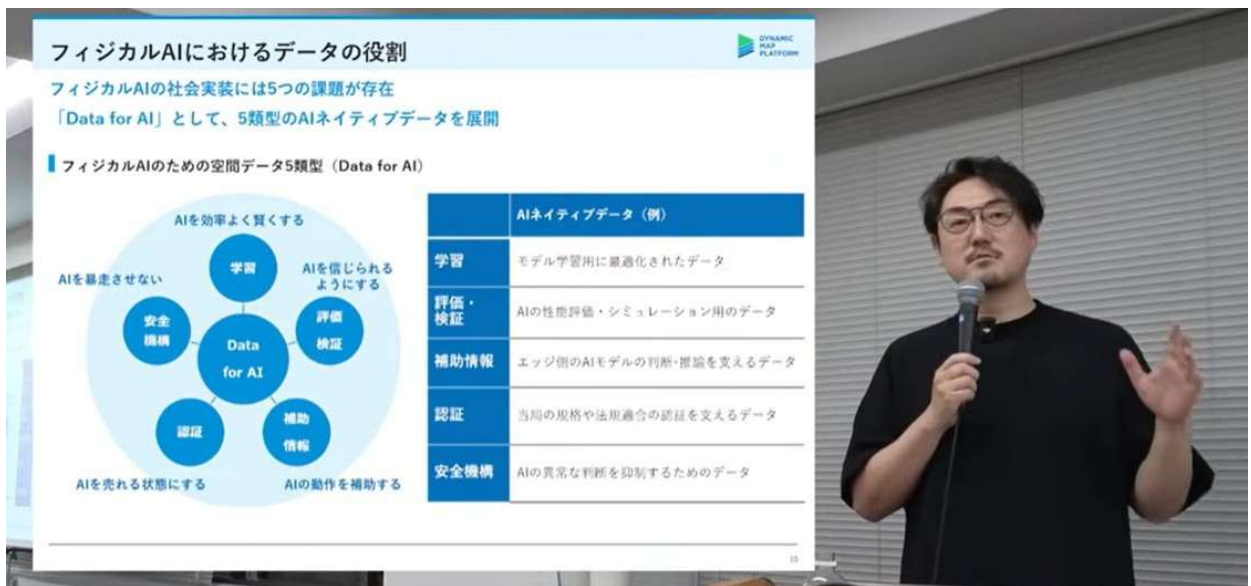 フィジカルAIにおけるデータの役割
DYNAMIC
MAP
PLATFORM
フィジカルAIの社会実装には5つの課題が存在
「Data for AI」として、5類型のAIネイティブデータを展開
フィジカルAIのための空間データ5類型（Data for AI）
AIを効率よく賢くする
学習
AIを暴走させない
AIを信じられる
ようにする
安全
機構
評価
検証
Data
for AI
認証
補助
情報
AIを売れる状態にする
AIの動作を補助する
AIネイティブデータ（例）
学習
モデル学習用に最適化されたデータ
評価・
検証
AIの性能評価・シミュレーション用のデータ
補助情報
エッジ側のAIモデルの判断・推論を支えるデータ
認証
当局の規格や法規適合の認証を支えるデータ
安全機構
AIの異常な判断を抑制するためのデータ